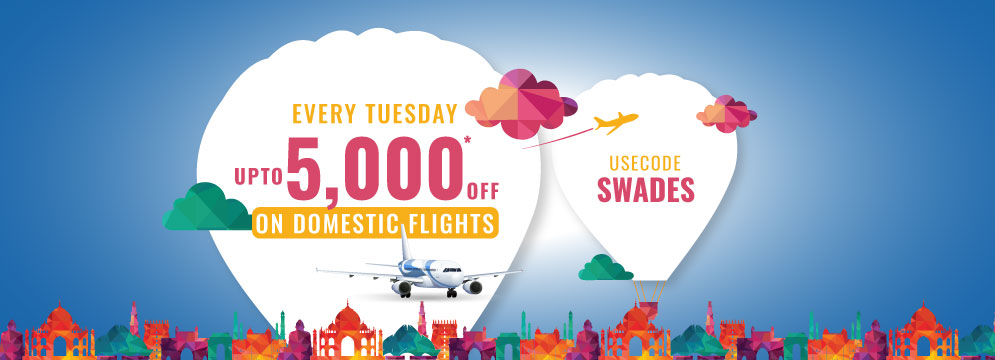 EVERY TUESDAY
UPTO 5,000* OFF
ON DOMESTIC FLIGHTS
USECODE
SWADES